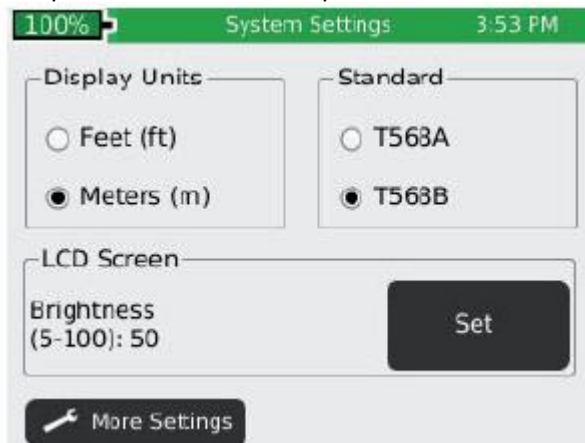 100% System Settings 3:53 PM
Display Units
Feet (ft)
Meters (m)
Standard
T568A
T568B
LCD Screen
Brightness
(5-100): 50
Set
More Settings